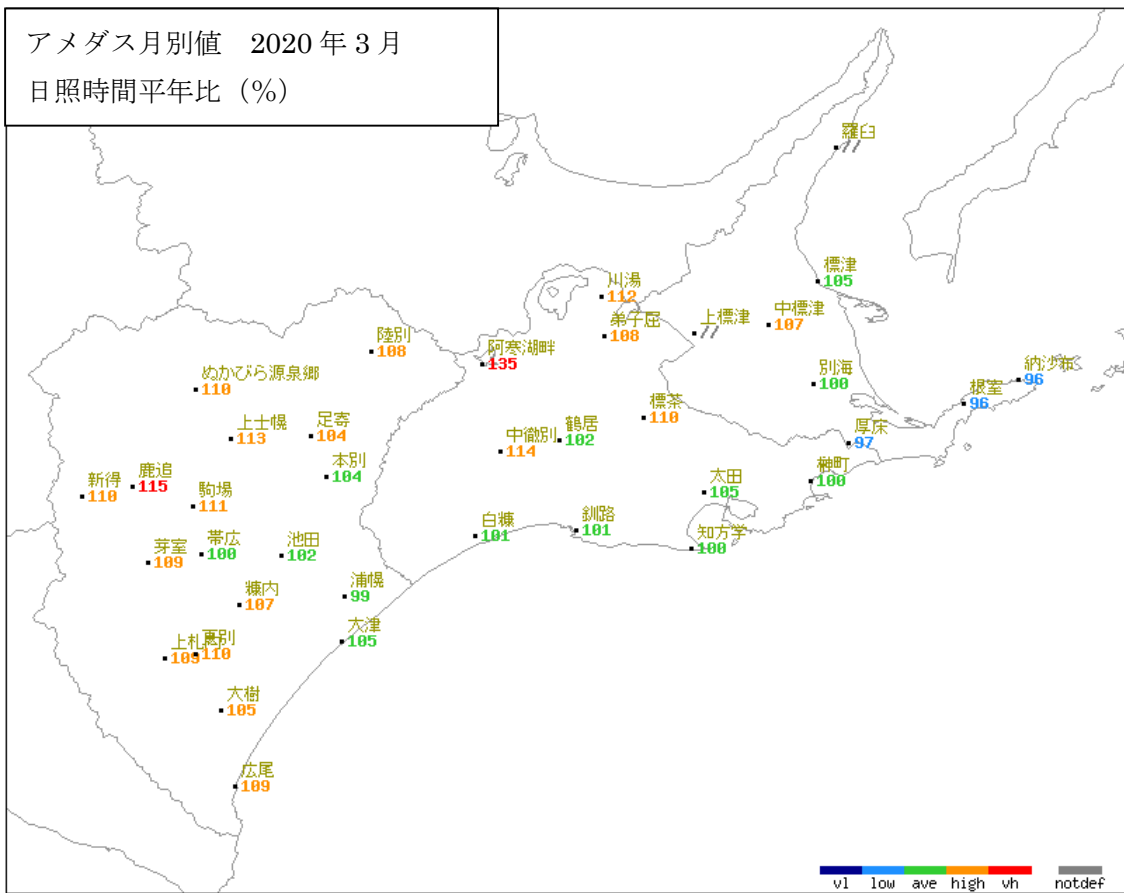 アメダス月別値　2020 年 3 月
日照時間平年比（%）
羅臼
//
標津
105
川湯
112
中標津
107
上標津
//
弟子屈
108
陸別
108
阿寒湖畔
135
ぬかびら源泉郷
110
別海
100
納沙布
96
根室
96
標茶
110
上士幌
113
足寄
104
鶴居
102
中徹別
114
厚床
97
本別
104
新得
110
鹿追
115
駒場
111
太田
105
榊町
100
白糠
101
釧路
101
知方学
100
芽室
109
帯広
100
池田
102
浦幌
99
糠内
107
大津
105
上札
109
更別
110
大樹
105
広尾
109
vl low ave high vh notdef